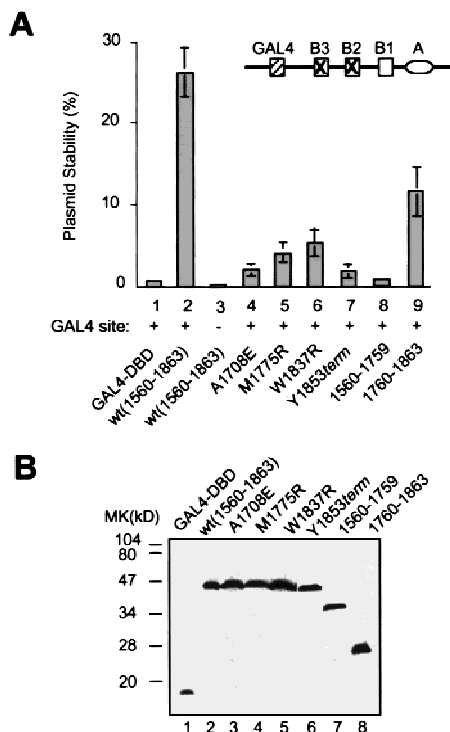 A
Plasmid Stability (%)
30
20
10
0
GAL4 B3 B2 B1 A
1 2 3 4 5 6 7 8 9
GAL4 site: + + - + + + + + +
GAL4-DBD
wt(1560-1863)
wt(1560-1863)
A1708E
M1775R
W1837R
Y1853term
1560-1759
1760-1863
B
MK(kD)
GAL4-DBD
wt(1560-1863)
A1708E
M1775R
W1837R
Y1853term
1560-1759
1760-1863
104
80
47
34
28
20
1 2 3 4 5 6 7 8